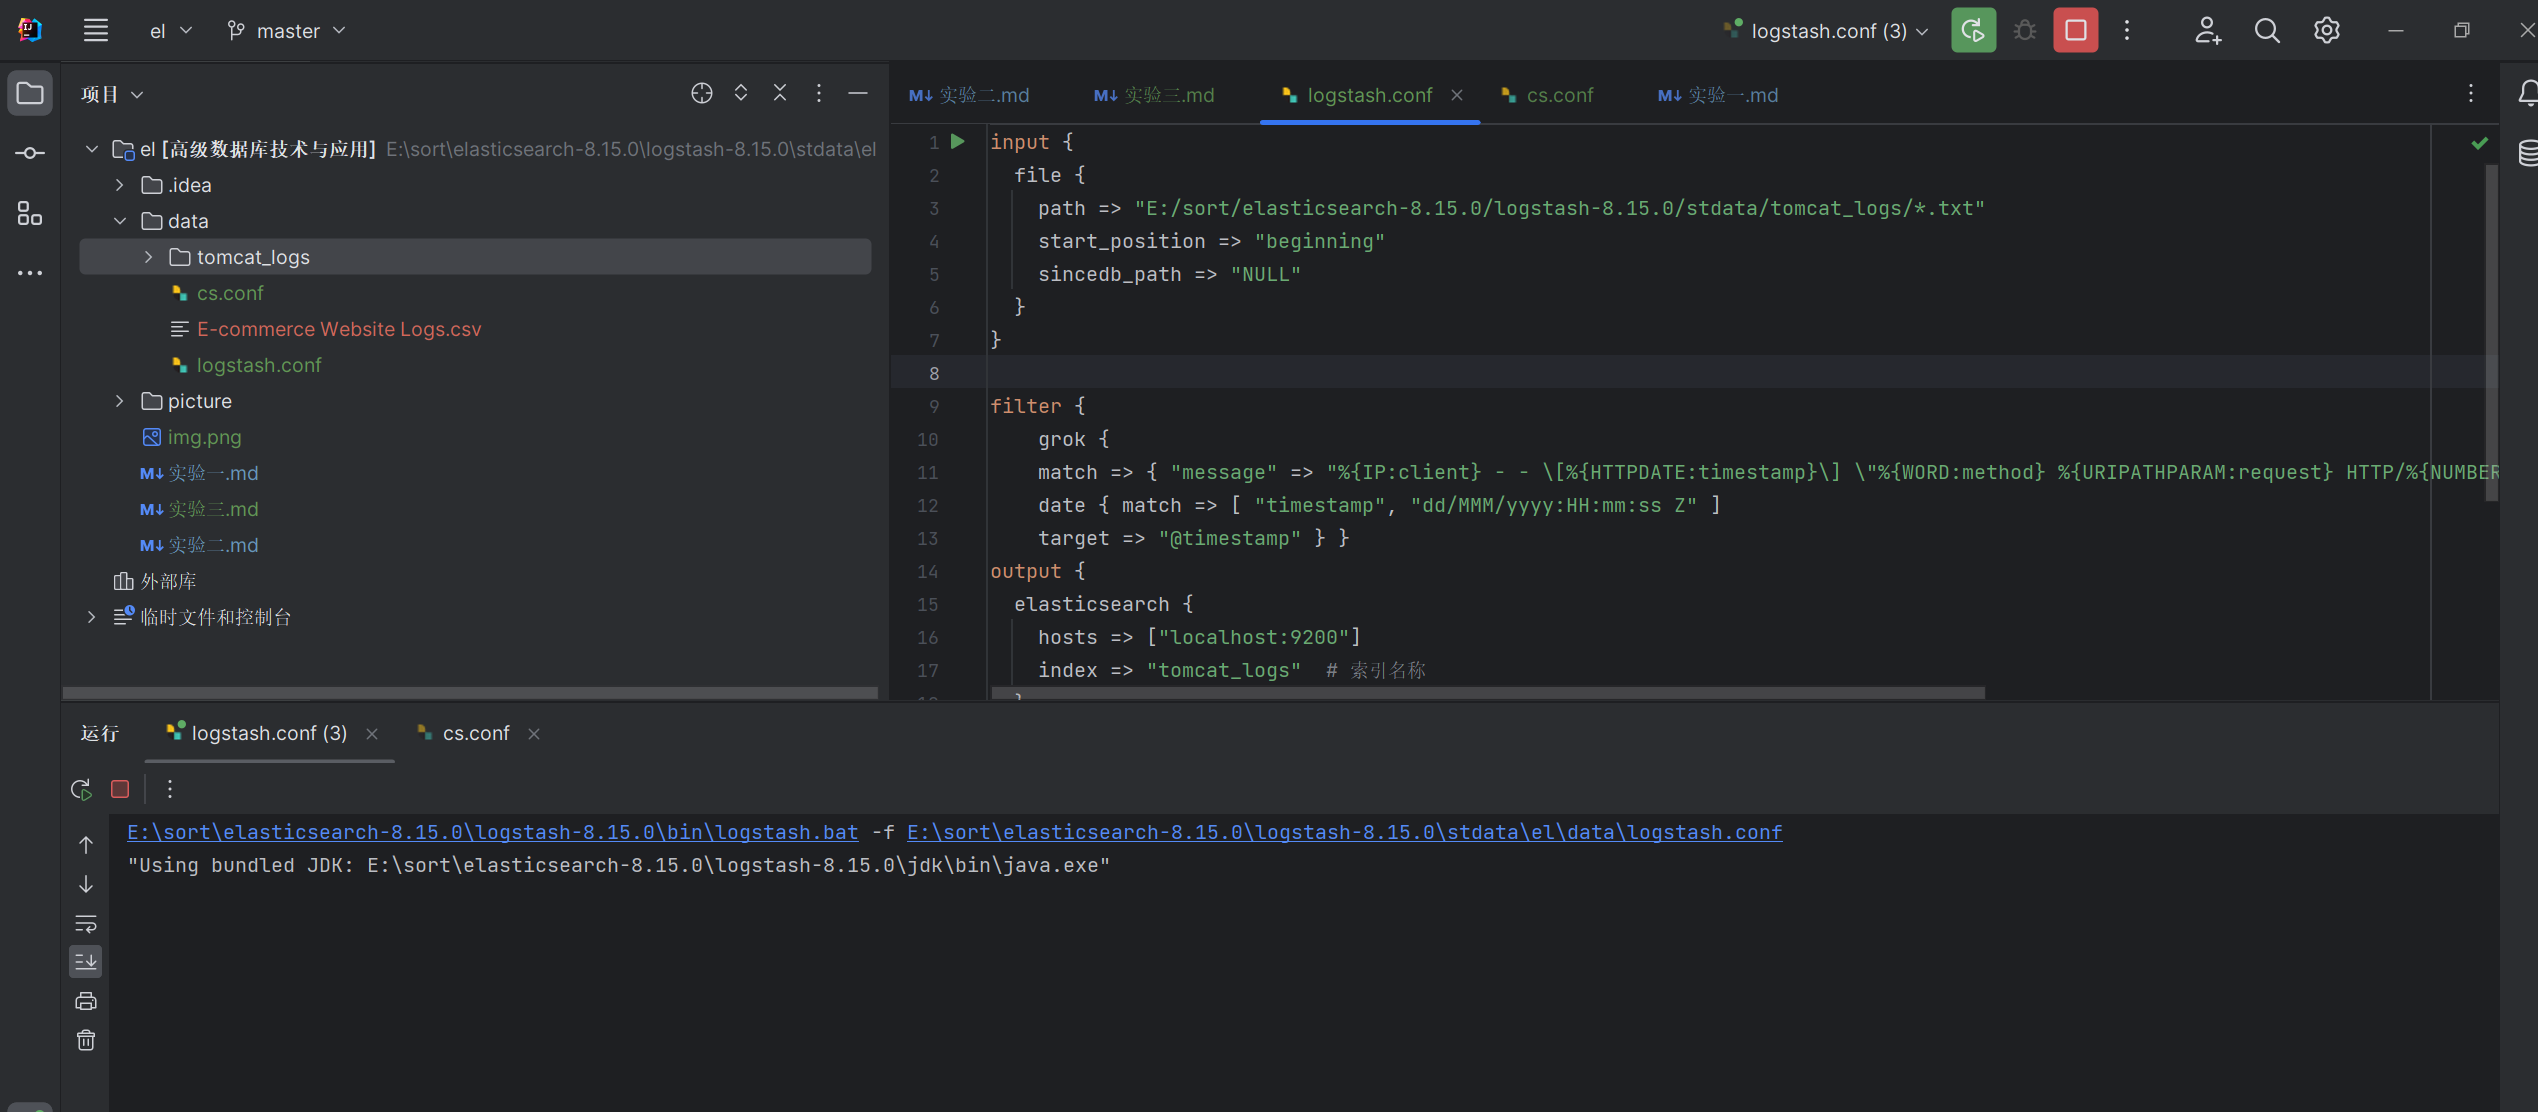 el master logstash.conf (3)
项目
el [高级数据库技术与应用] E:\sort\elasticsearch-8.15.0\logstash-8.15.0\stdata\el
.idea
data
tomcat_logs
cs.conf
E-commerce Website Logs.csv
logstash.conf
picture
img.png
实验一.md
实验三.md
实验二.md
外部库
临时文件和控制台
实验二.md 实验三.md logstash.conf cs.conf 实验一.md
1 input {
2 file {
3 path => "E:/sort/elasticsearch-8.15.0/logstash-8.15.0/stdata/tomcat_logs/*.txt"
4 start_position => "beginning"
5 sincedb_path => "NULL"
6 }
7 }
8
9 filter {
10 grok {
11 match => { "message" => "%{IP:client} - - \[%{HTTPDATE:timestamp}\] \"%{WORD:method} %{URIPATHPARAM:request} HTTP/%{NUMBER
12 date { match => [ "timestamp", "dd/MMM/yyyy:HH:mm:ss Z" ]
13 target => "@timestamp" } }
14 output {
15 elasticsearch {
16 hosts => ["localhost:9200"]
17 index => "tomcat_logs" # 索引名称
运行 logstash.conf (3) cs.conf
E:\sort\elasticsearch-8.15.0\logstash-8.15.0\bin\logstash.bat -f E:\sort\elasticsearch-8.15.0\logstash-8.15.0\stdata\el\data\logstash.conf
"Using bundled JDK: E:\sort\elasticsearch-8.15.0\logstash-8.15.0\jdk\bin\java.exe"